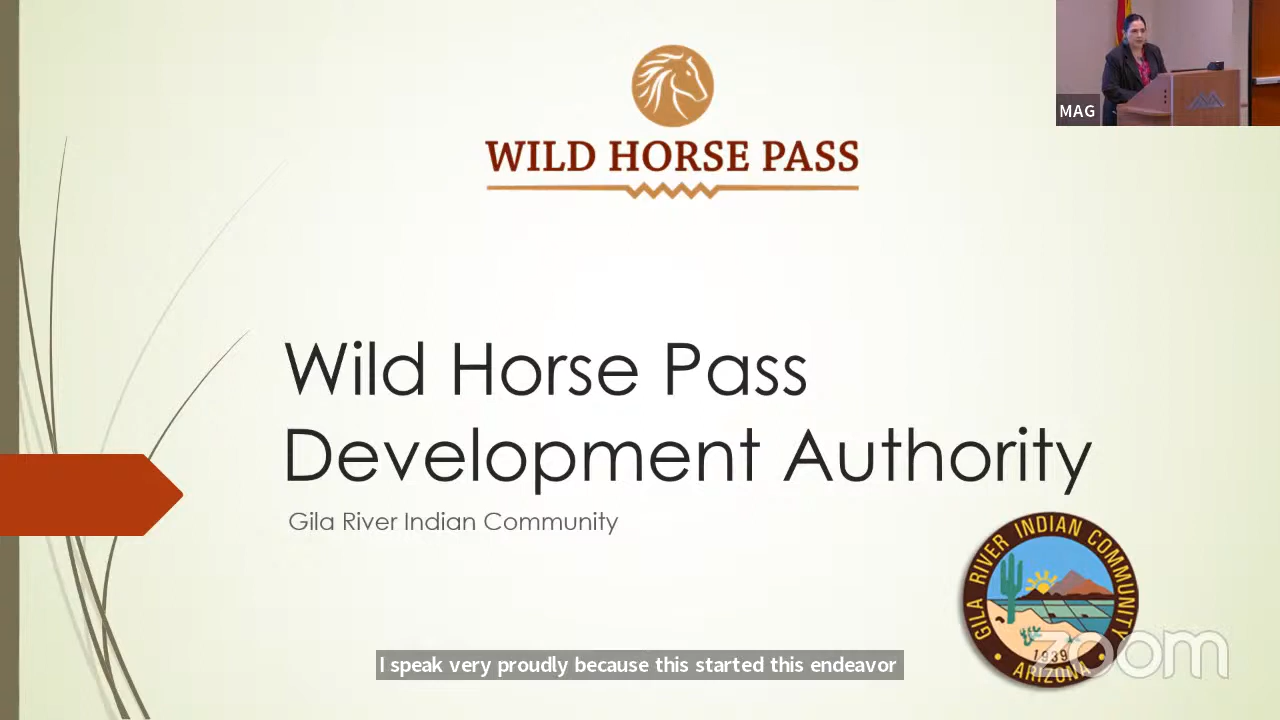 MAG
WILD HORSE PASS
Wild Horse Pass
Development Authority
Gila River Indian Community
GILA RIVER INDIAN COMMUNITY
1939
ARIZONA
zoom
I speak very proudly because this started this endeavor